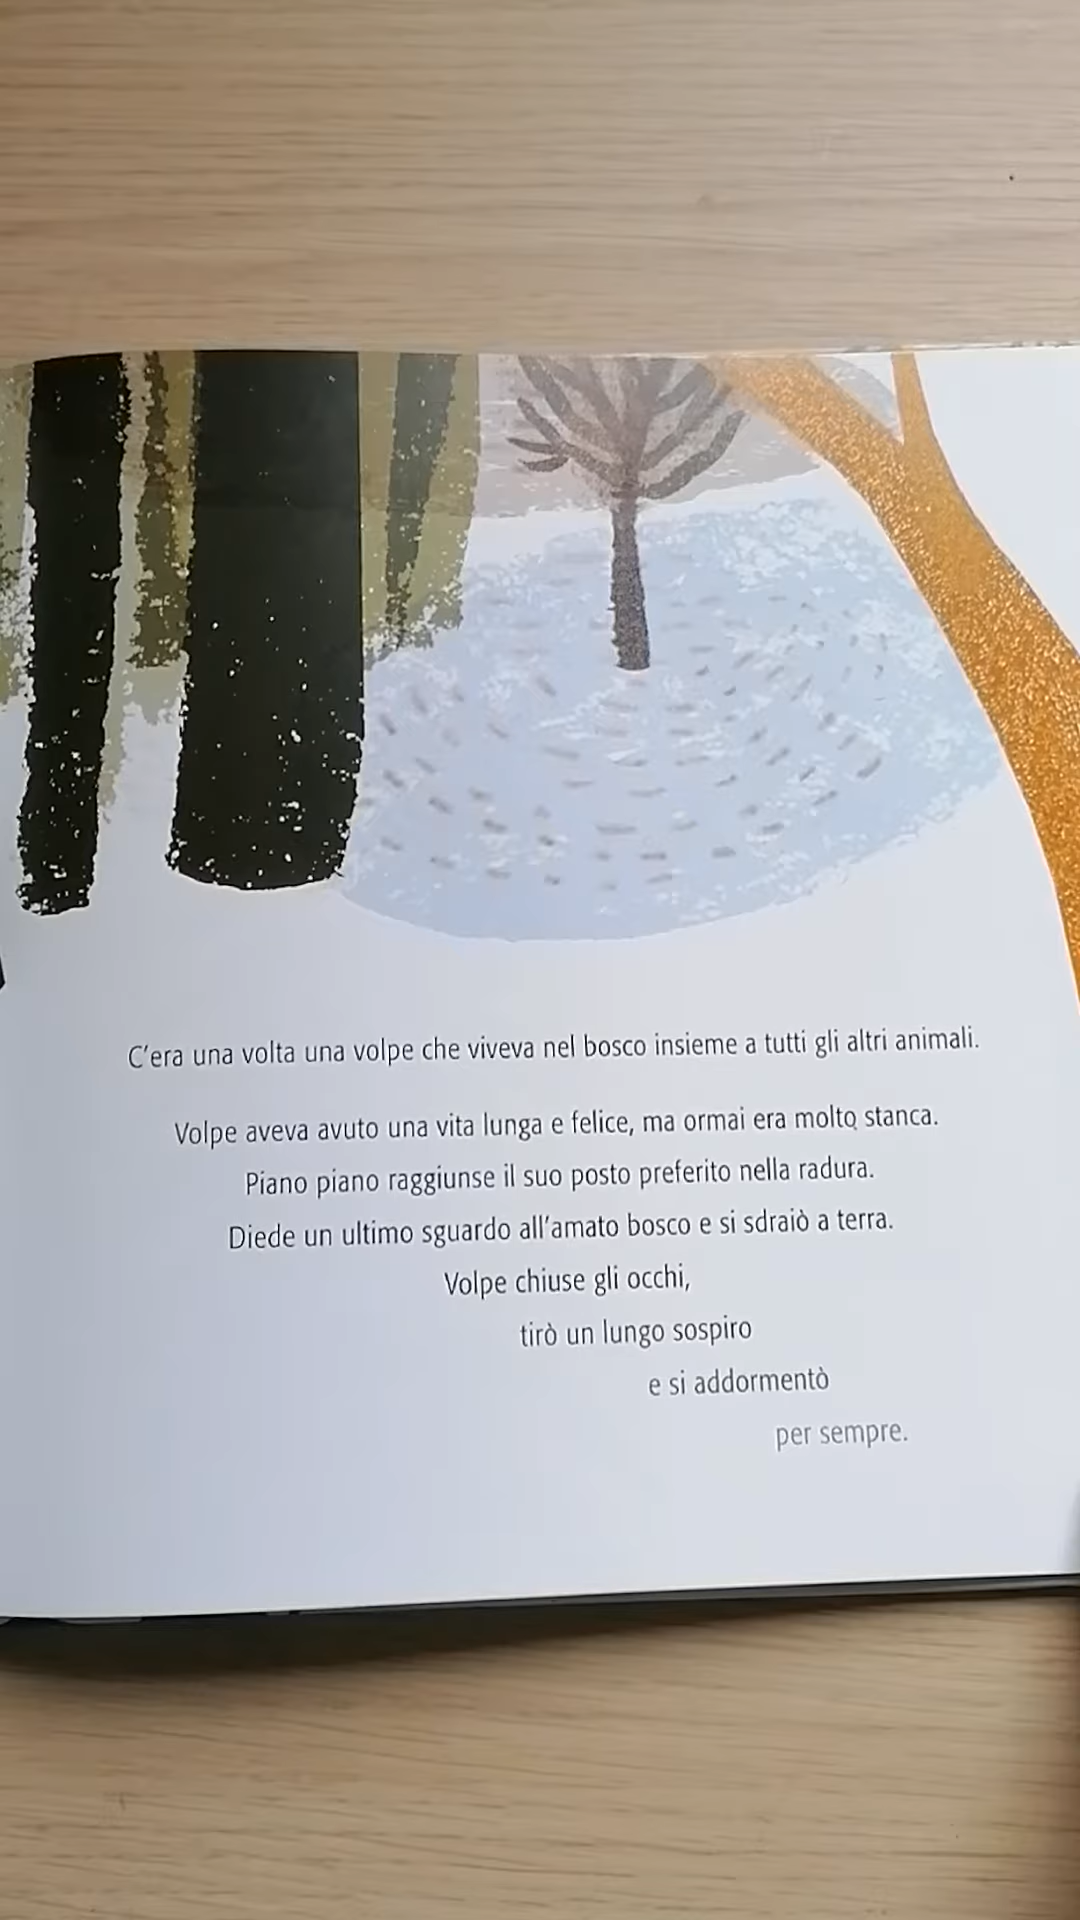 C'era una volta una volpe che viveva nel bosco insieme a tutti gli altri animali.
Volpe aveva avuto una vita lunga e felice, ma ormai era molto stanca.
Piano piano raggiunse il suo posto preferito nella radura.
Diede un ultimo sguardo all'amato bosco e si sdraiò a terra.
Volpe chiuse gli occhi,
tirò un lungo sospiro
e si addormentò
per sempre.